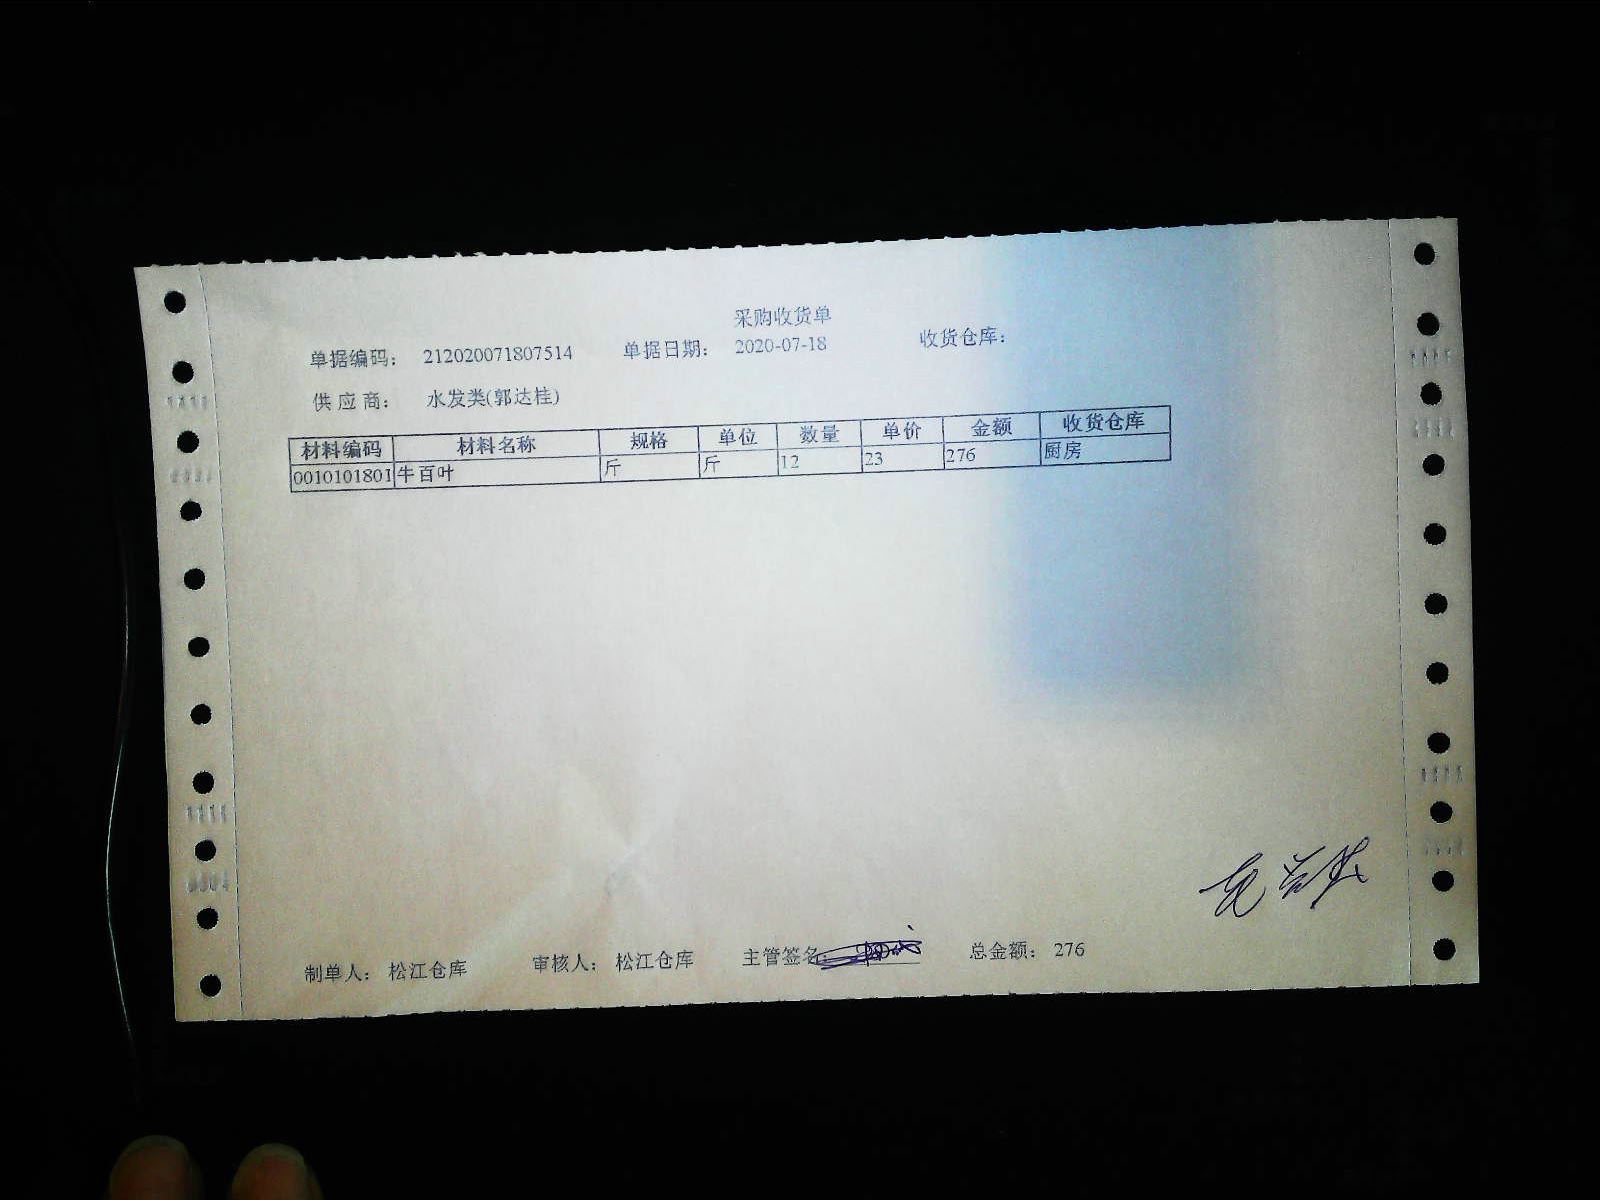 采购收货单
单据编码： 212020071807514 单据日期： 2020-07-18 收货仓库：
供应商： 水发类(郭达桂)
材料编码 材料名称 规格 单位 数量 单价 金额 收货仓库
0010101801 牛百叶 斤 斤 12 23 276 厨房
制单人： 松江仓库 审核人： 松江仓库 主管签名: 总金额： 276